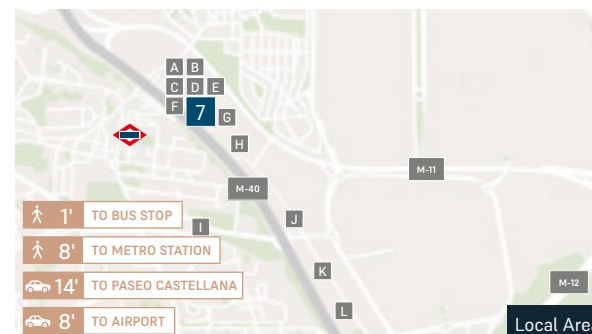 A B
C D E
F 7 G
H
M-11
M-40
I J
1' TO BUS STOP
8' TO METRO STATION
K
14' TO PASEO CASTELLANA
M-12
L
8' TO AIRPORT
Local Are